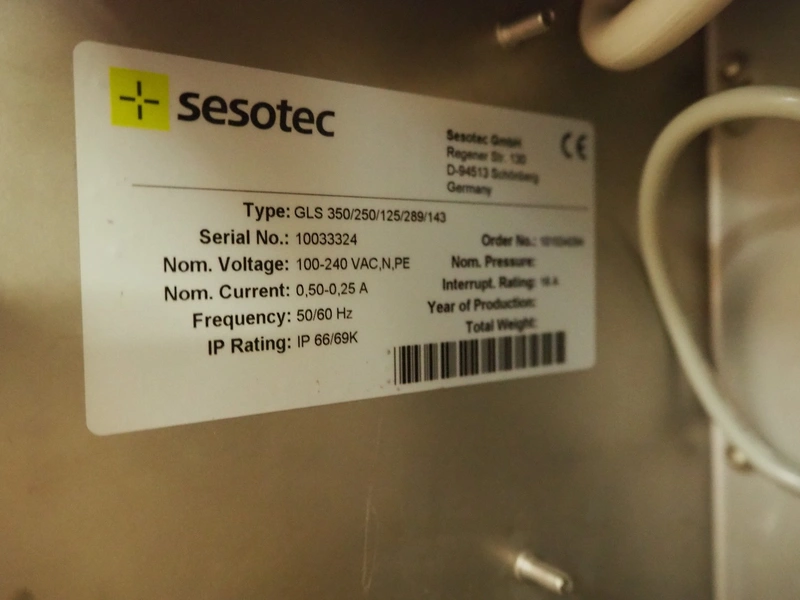 sesotec
Sesotec GmbH
Regener Str. 130
D-94513 Schönberg
Germany
CE
Type: GLS 350/250/125/289/143
Serial No.: 10033324
Nom. Voltage: 100-240 VAC,N,PE
Nom. Current: 0,50-0,25 A
Frequency: 50/60 Hz
IP Rating: IP 66/69K
Order No.:
Nom. Pressure:
Interrupt. Rating: A
Year of Production:
Total Weight: